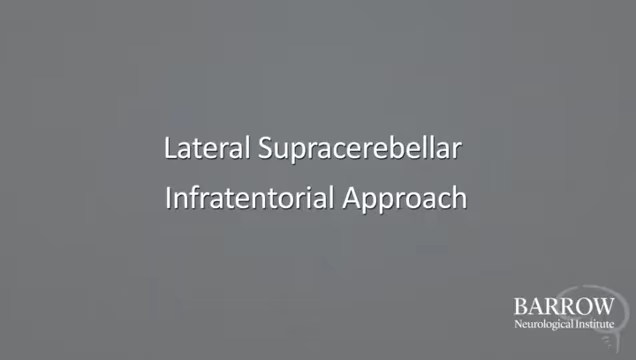 Lateral Supracerebellar
Infratentorial Approach
BARROW
Neurological Institute